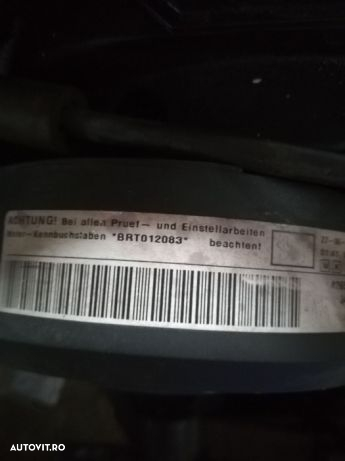 ACHTUNG! Bei allen Pruef- und Einstellarbeiten
Motor-Kennbuchstaben "BRT012083" beachten!
AUTOVIT.RO